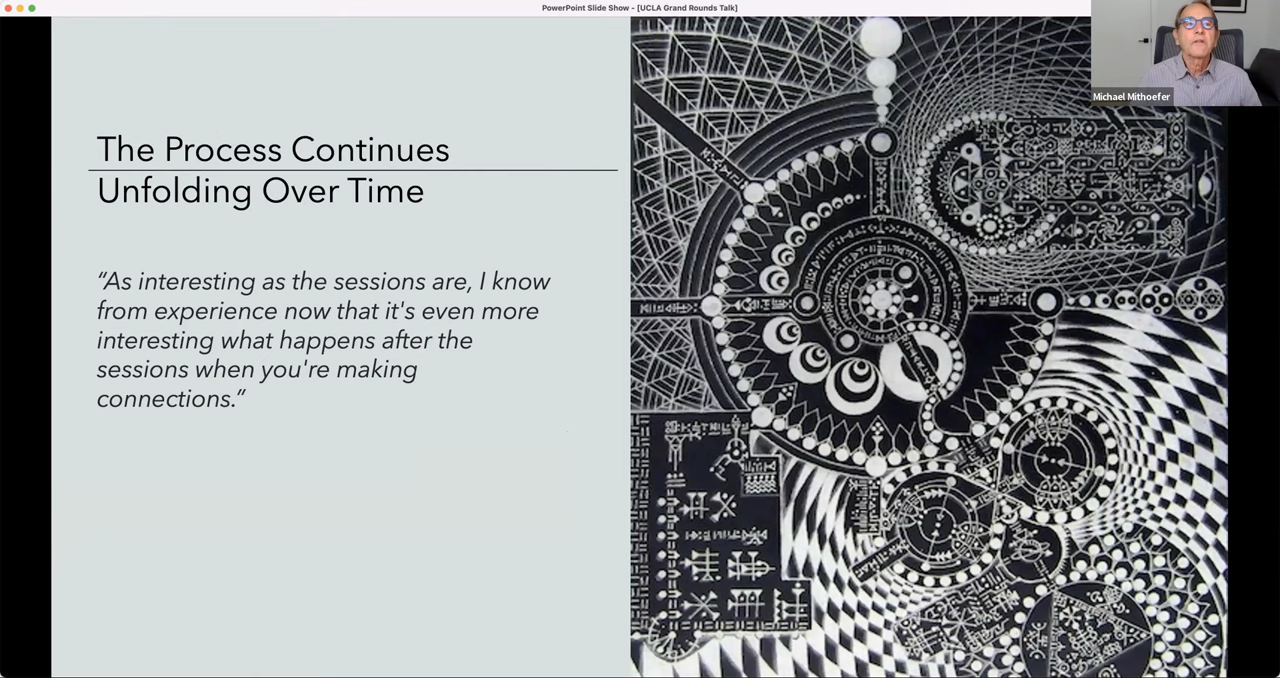 PowerPoint Slide Show - [UCLA Grand Rounds Talk]
Michael Mithoefer
The Process Continues
Unfolding Over Time
“As interesting as the sessions are, I know
from experience now that it's even more
interesting what happens after the
sessions when you're making
connections.”